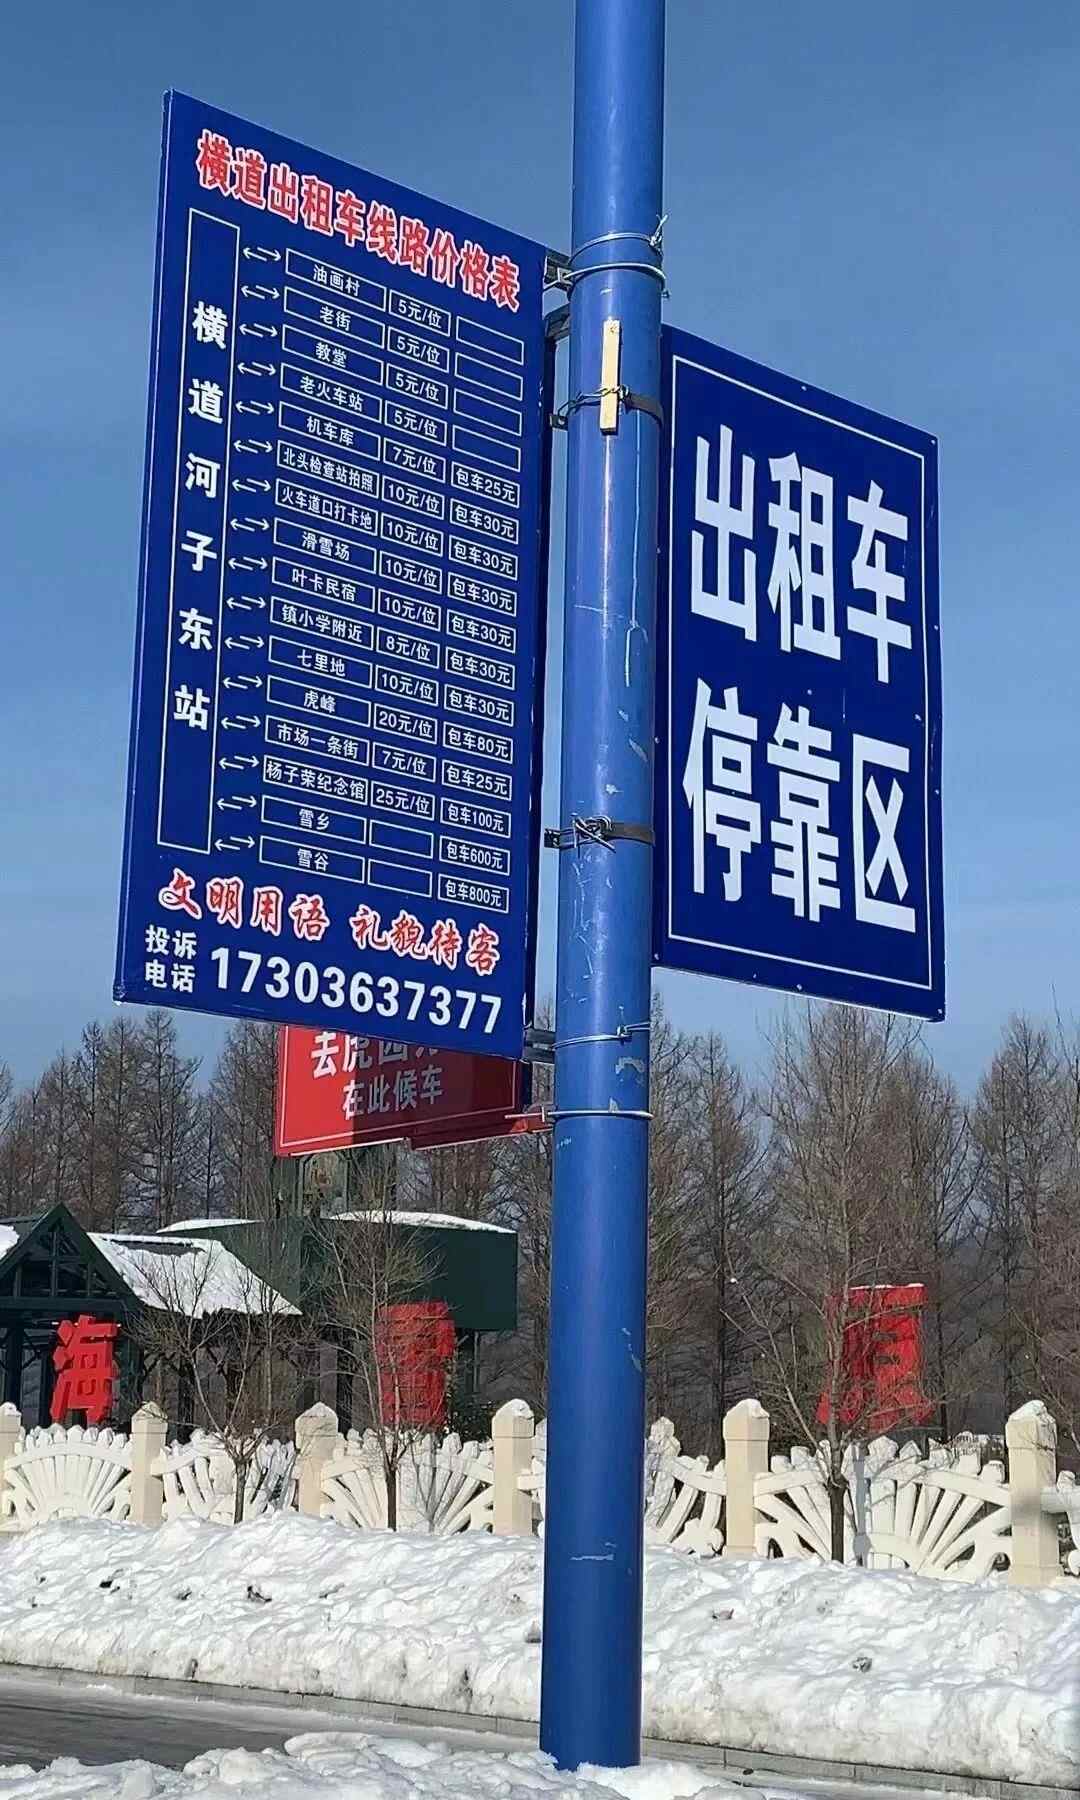 横道出租车线路价格表
横道河子东站
油画村 5元/位
老街 5元/位
教堂 5元/位
老火车站 5元/位
机车库 7元/位 包车25元
北头检查站拍照 10元/位 包车30元
火车道口打卡地 10元/位 包车30元
滑雪场 10元/位 包车30元
叶卡民宿 10元/位 包车30元
镇小学附近 8元/位 包车30元
七里地 10元/位 包车30元
虎峰 20元/位 包车80元
市场一条街 7元/位 包车25元
杨子荣纪念馆 25元/位 包车100元
雪乡 包车600元
雪谷 包车800元
文明用语 礼貌待客
投诉电话 17303637377
出租车
停靠区
去虎
在此候车
海雪原